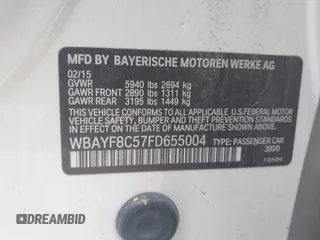 MFD BY BAYERISCHE MOTOREN WERKE AG
02/15
GVWR 5940 lbs 2694 kg
GAWR FRONT 2890 lbs 1311 kg
GAWR REAR 3195 lbs 1449 kg
THIS VEHICLE CONFORMS TO ALL APPLICABLE U.S. FEDERAL
MOTOR VEHICLE SAFETY, BUMPER, AND THEFT PREVENTION
STANDARDS IN EFFECT ON THE DATE OF MANUFACTURE SHOWN ABOVE.
WBAYF8C57FD655004
TYPE: PASSENGER CAR
300/0
DREAMBID